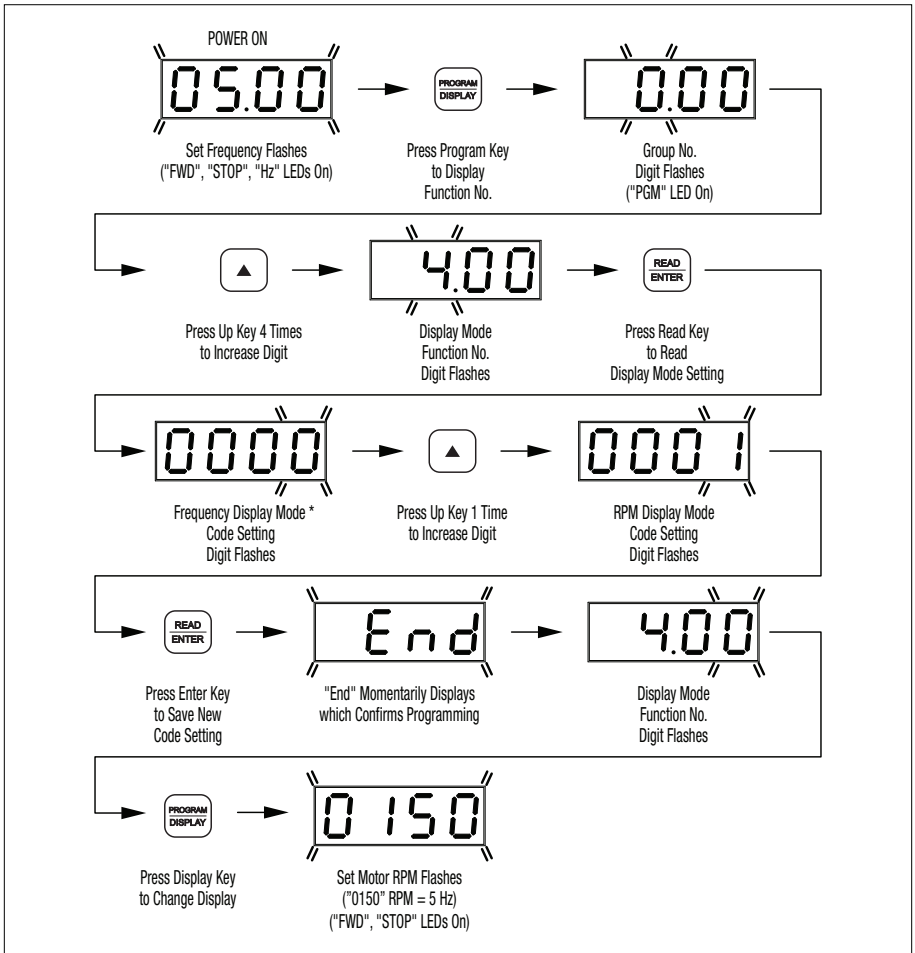 POWER ON
05.00
PROGRAM
DISPLAY
0.00
Set Frequency Flashes
("FWD", "STOP", "Hz" LEDs On)
Press Program Key
to Display
Function No.
Group No.
Digit Flashes
("PGM" LED On)
4.00
READ
ENTER
Press Up Key 4 Times
to Increase Digit
Display Mode
Function No.
Digit Flashes
Press Read Key
to Read
Display Mode Setting
0000
0001
Frequency Display Mode *
Code Setting
Digit Flashes
Press Up Key 1 Time
to Increase Digit
RPM Display Mode
Code Setting
Digit Flashes
READ
ENTER
End
4.00
Press Enter Key
to Save New
Code Setting
"End" Momentarily Displays
which Confirms Programming
Display Mode
Function No.
Digit Flashes
PROGRAM
DISPLAY
0150
Press Display Key
to Change Display
Set Motor RPM Flashes
("0150" RPM = 5 Hz)
("FWD", "STOP" LEDs On)